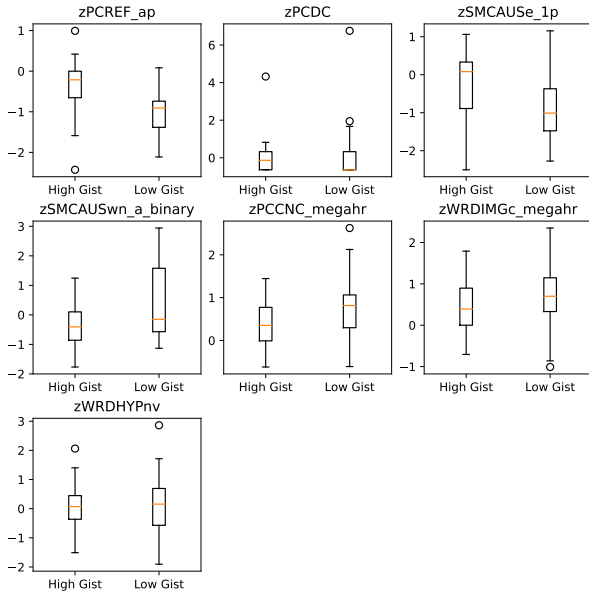 zPCREF_ap
zPCDC
zSMCAUSe_1p
1
0
−1
−2
High Gist Low Gist
6
4
2
0
High Gist Low Gist
1
0
−1
−2
High Gist Low Gist
zSMCAUSwn_a_binary
zPCCNC_megahr
zWRDIMGc_megahr
3
2
1
0
−1
−2
High Gist Low Gist
2
1
0
High Gist Low Gist
2
1
0
−1
High Gist Low Gist
zWRDHYPnv
3
2
1
0
−1
−2
High Gist Low Gist